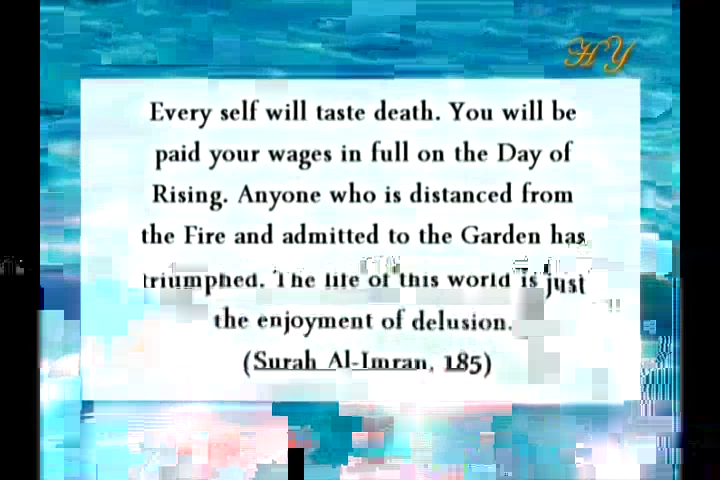 HY
Every self will taste death. You will be
paid your wages in full on the Day of
Rising. Anyone who is distanced from
the Fire and admitted to the Garden has
triumphed. The life of this world is just
the enjoyment of delusion.
(Surah Al-Imran, 185)